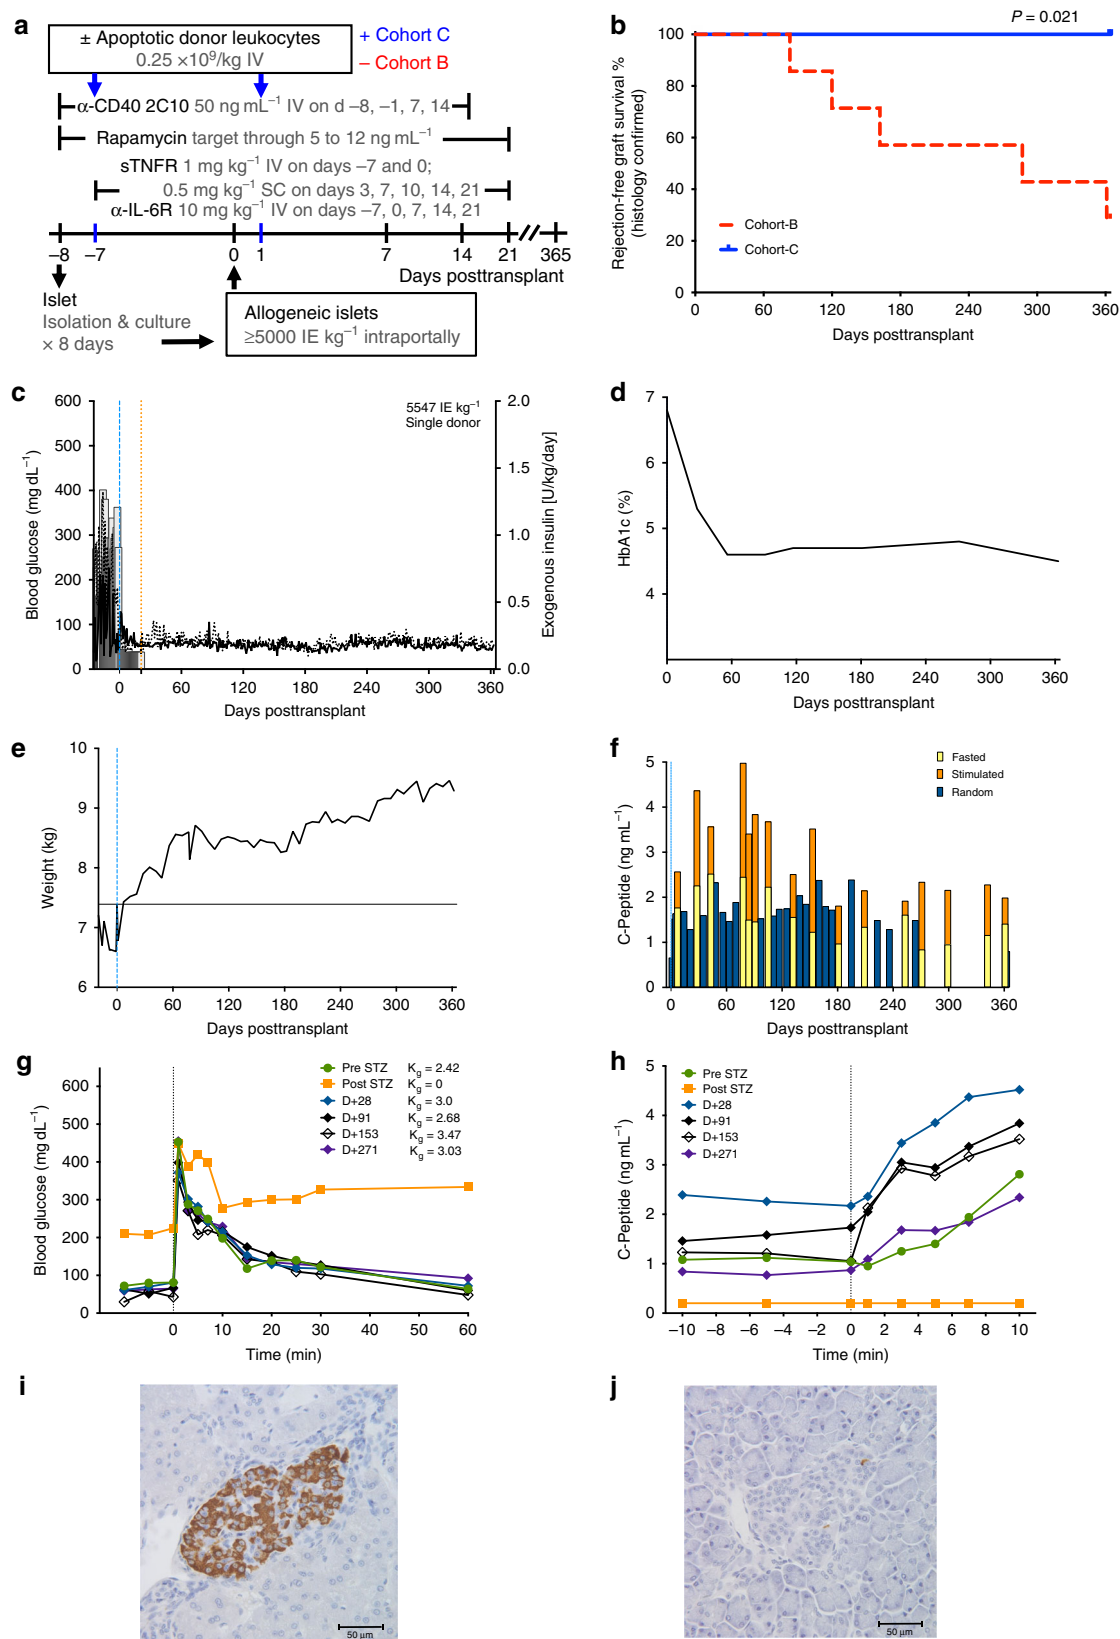 a
± Apoptotic donor leukocytes
0.25 ×10⁹/kg IV
+ Cohort C
– Cohort B
α-CD40 2C10 50 ng mL⁻¹ IV on d –8, –1, 7, 14
Rapamycin target through 5 to 12 ng mL⁻¹
sTNFR 1 mg kg⁻¹ IV on days –7 and 0;
0.5 mg kg⁻¹ SC on days 3, 7, 10, 14, 21
α-IL-6R 10 mg kg⁻¹ IV on days –7, 0, 7, 14, 21
–8 –7 0 1 7 14 21 365
Days posttransplant
Islet
Isolation & culture
× 8 days
Allogeneic islets
≥5000 IE kg⁻¹ intraportally
b
P = 0.021
Rejection-free graft survival %
(histology confirmed)
100
80
60
40
20
0
Cohort-B
Cohort-C
0 60 120 180 240 300 360
Days posttransplant
c
Blood glucose (mg dL⁻¹)
600
500
400
300
200
100
0
5547 IE kg⁻¹
Single donor
2.0
1.5
1.0
0.5
0.0
Exogenous insulin [U/kg/day]
0 60 120 180 240 300 360
Days posttransplant
d
HbA1c (%)
7
6
5
4
0 60 120 180 240 300 360
Days posttransplant
e
Weight (kg)
10
9
8
7
6
0 60 120 180 240 300 360
Days posttransplant
f
C-Peptide (ng mL⁻¹)
5
4
3
2
1
0
Fasted
Stimulated
Random
0 60 120 180 240 300 360
Days posttransplant
g
Blood glucose (mg dL⁻¹)
600
500
400
300
200
100
0
Pre STZ Kg = 2.42
Post STZ Kg = 0
D+28 Kg = 3.0
D+91 Kg = 2.68
D+153 Kg = 3.47
D+271 Kg = 3.03
0 10 20 30 40 50 60
Time (min)
h
C-Peptide (ng mL⁻¹)
5
4
3
2
1
0
Pre STZ
Post STZ
D+28
D+91
D+153
D+271
–10 –8 –6 –4 –2 0 2 4 6 8 10
Time (min)
i
50 μm
j
50 μm